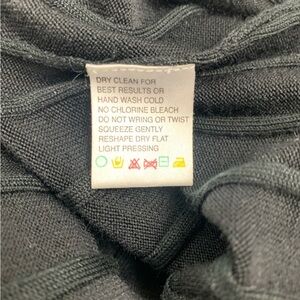 DRY CLEAN FOR
BEST RESULTS OR
HAND WASH COLD
NO CHLORINE BLEACH
DO NOT WRING OR TWIST
SQUEEZE GENTLY
RESHAPE DRY FLAT
LIGHT PRESSING